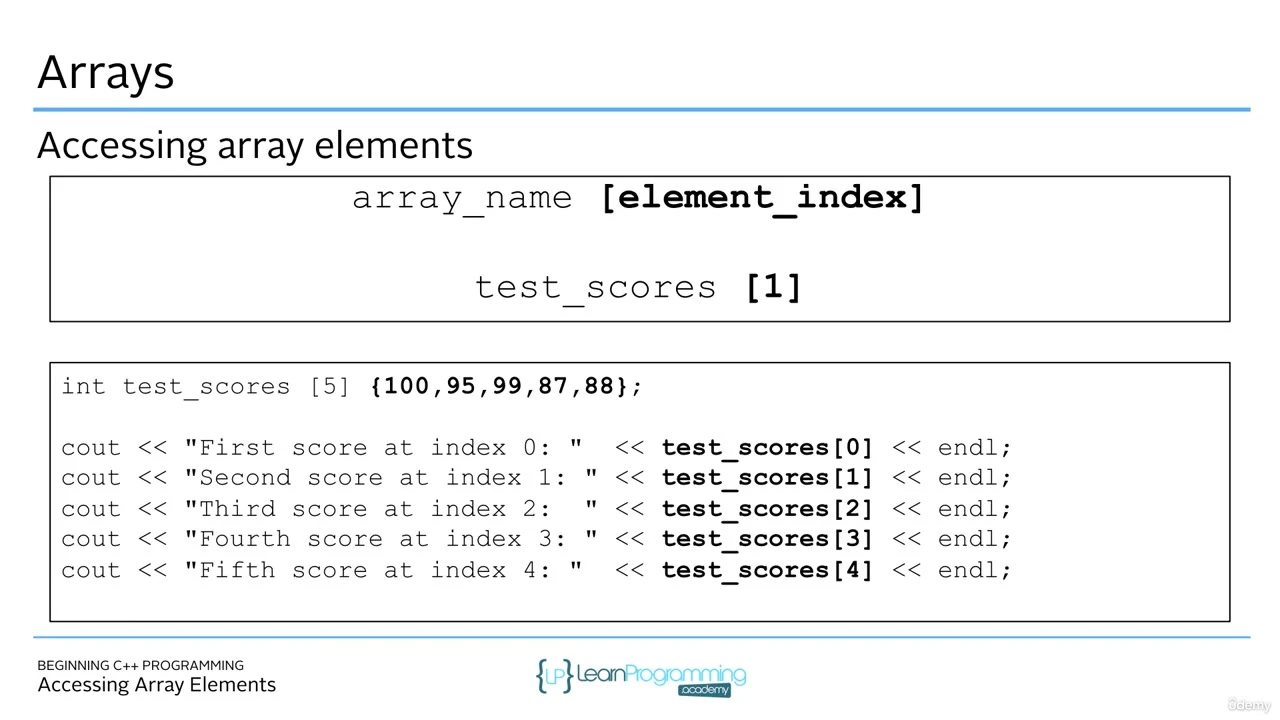 Arrays
Accessing array elements
array_name [element_index]
test_scores [1]
int test_scores [5] {100,95,99,87,88};
cout << "First score at index 0: "  << test_scores[0] << endl;
cout << "Second score at index 1: " << test_scores[1] << endl;
cout << "Third score at index 2:  " << test_scores[2] << endl;
cout << "Fourth score at index 3: " << test_scores[3] << endl;
cout << "Fifth score at index 4: "  << test_scores[4] << endl;
BEGINNING C++ PROGRAMMING
Accessing Array Elements
{LP} LearnProgramming
.academy
ûdemy